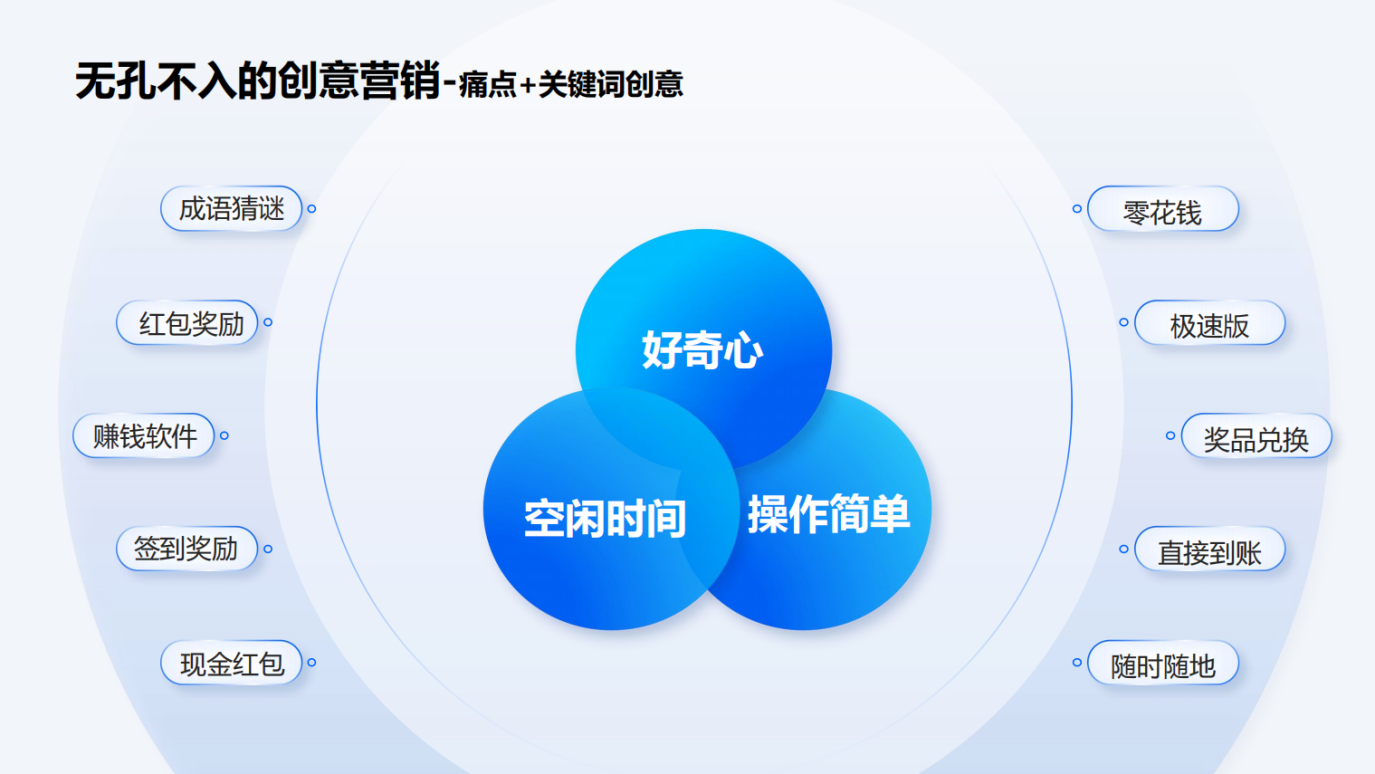 无孔不入的创意营销-痛点+关键词创意
成语猜谜
红包奖励
赚钱软件
签到奖励
现金红包
好奇心
空闲时间
操作简单
零花钱
极速版
奖品兑换
直接到账
随时随地